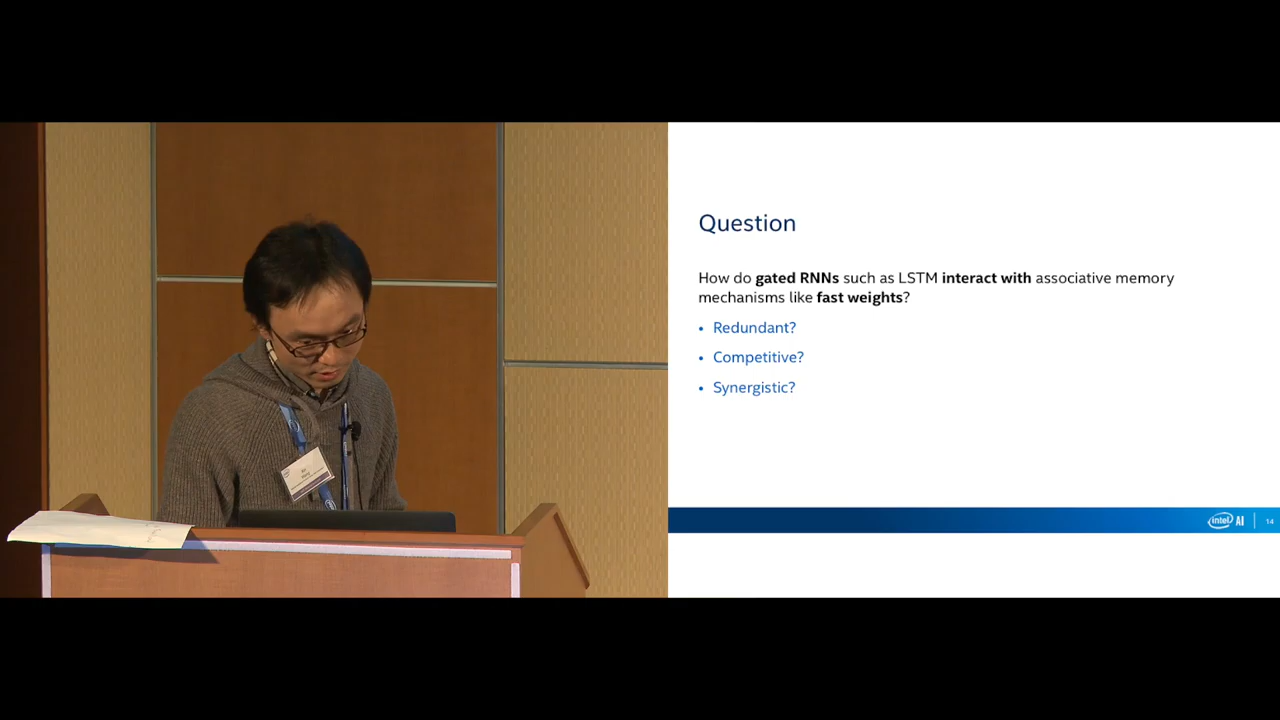 Question
How do gated RNNs such as LSTM interact with associative memory
mechanisms like fast weights?
• Redundant?
• Competitive?
• Synergistic?
intel AI
14